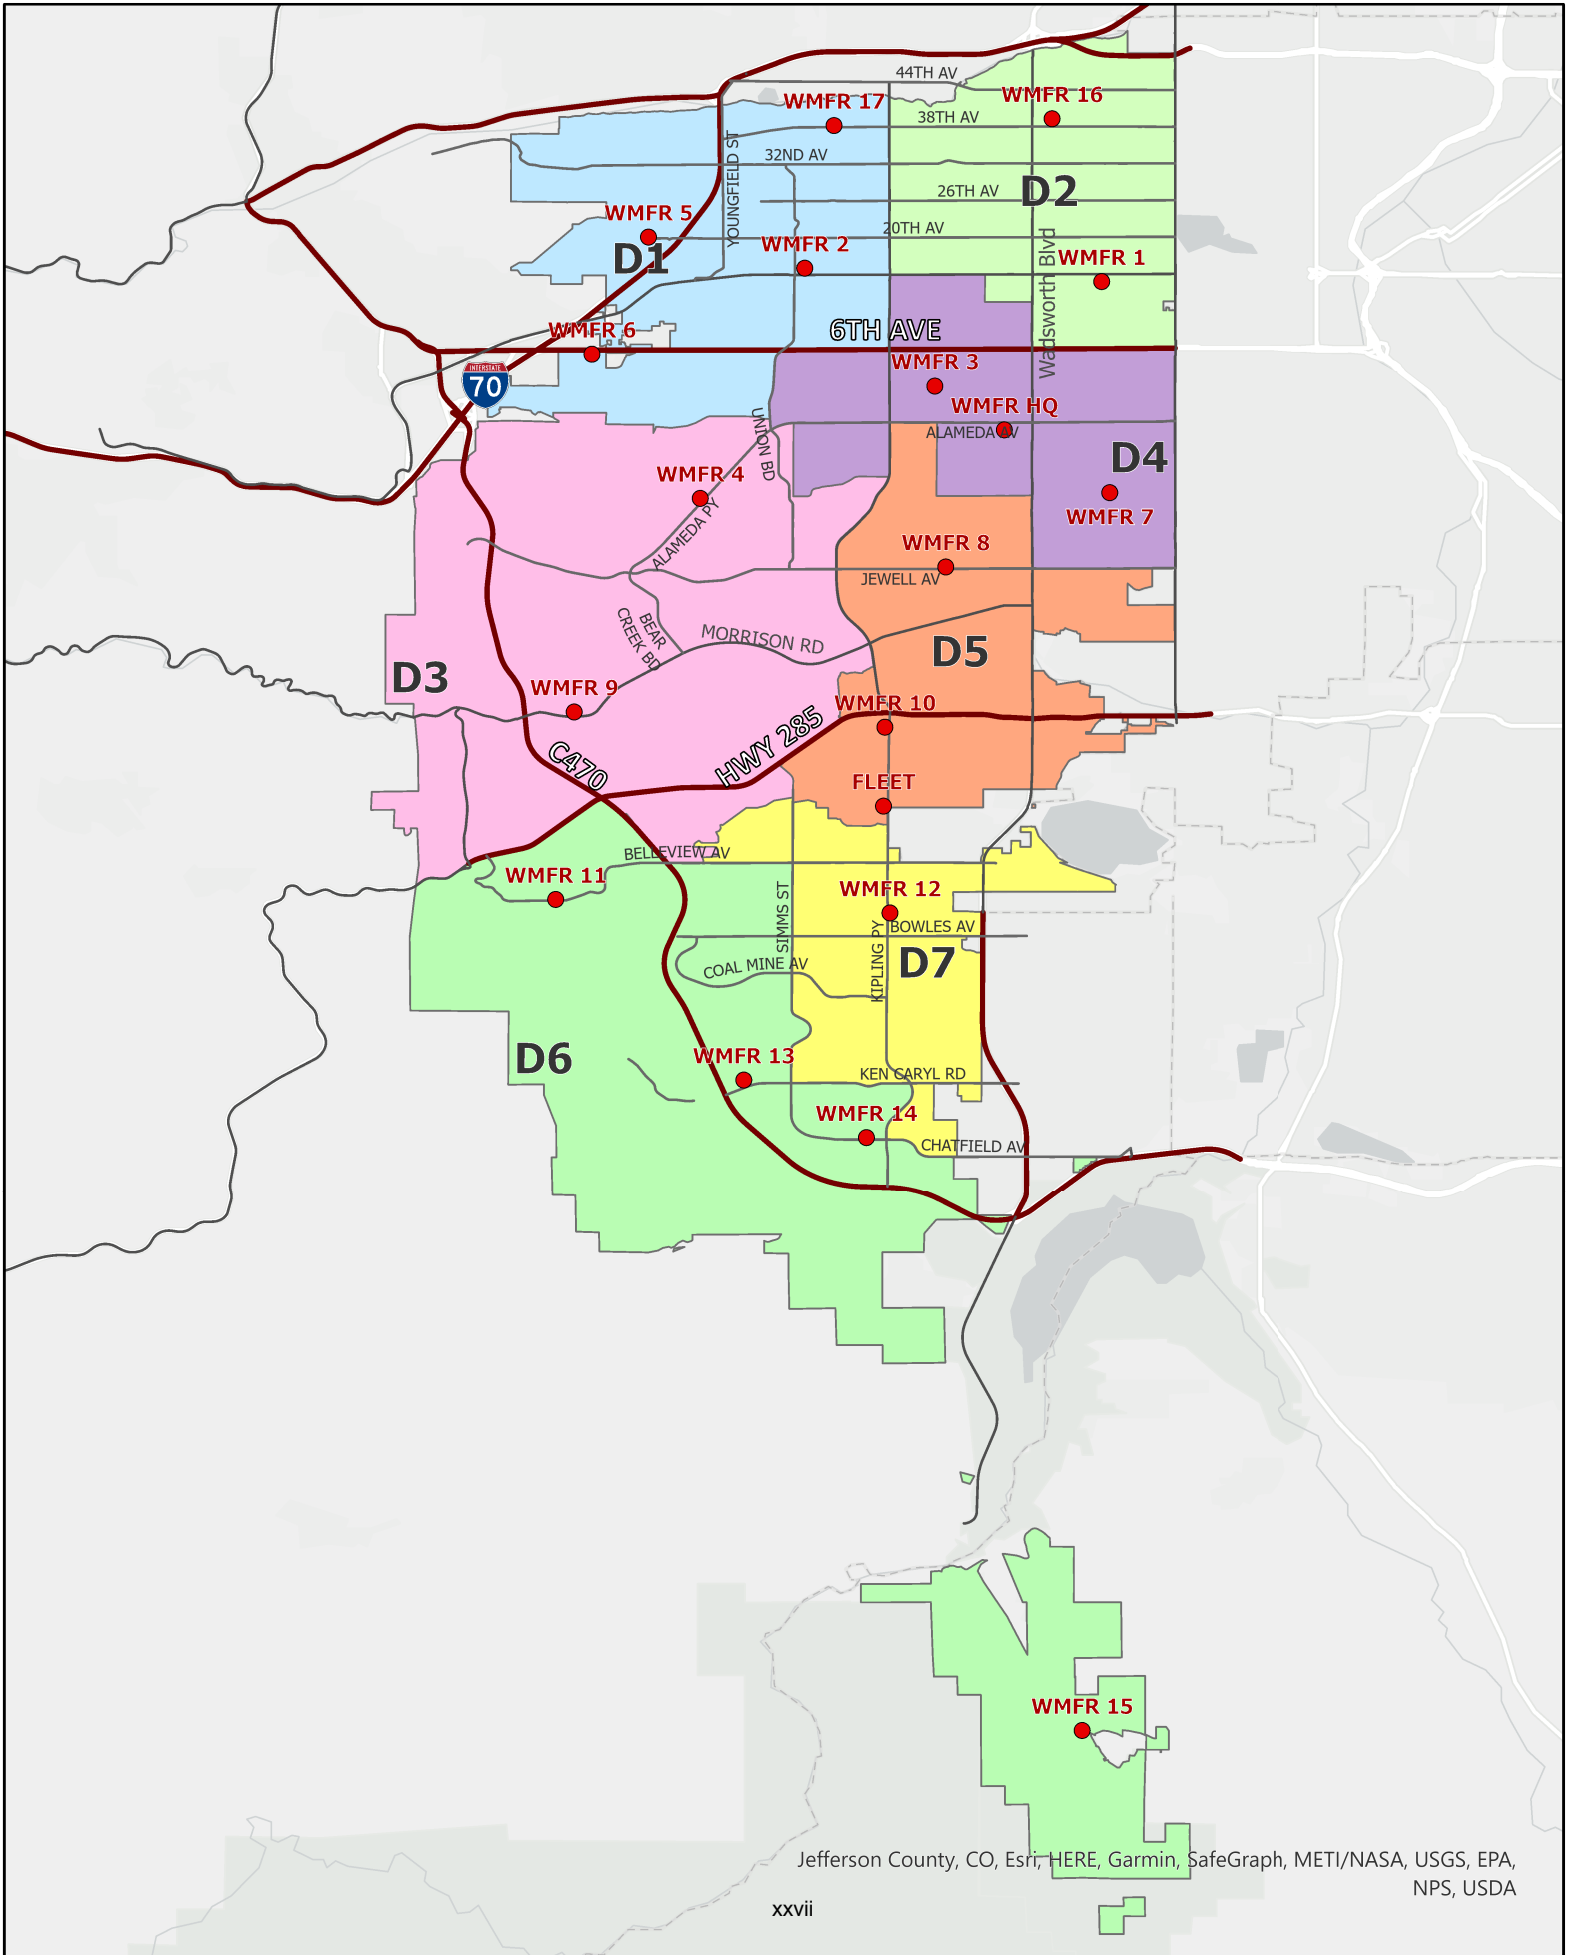 44TH AV
WMFR 17
WMFR 16
38TH AV
YOUNGFIELD ST
32ND AV
26TH AV
D2
WMFR 5
20TH AV
WMFR 2
D1
Wadsworth Blvd
WMFR 1
WMFR 6
6TH AVE
INTERSTATE
70
WMFR 3
WMFR HQ
UNION BD
ALAMEDA AV
D4
WMFR 4
WMFR 7
ALAMEDA PY
WMFR 8
JEWELL AV
BEAR
CREEK BD
MORRISON RD
D5
D3
WMFR 9
WMFR 10
C470
HWY 285
FLEET
BELLEVIEW AV
WMFR 11
SIMMS ST
WMFR 12
KIPLING PY
BOWLES AV
COAL MINE AV
D7
D6
WMFR 13
KEN CARYL RD
WMFR 14
CHATFIELD AV
WMFR 15
Jefferson County, CO, Esri, HERE, Garmin, SafeGraph, METI/NASA, USGS, EPA,
NPS, USDA
xxvii